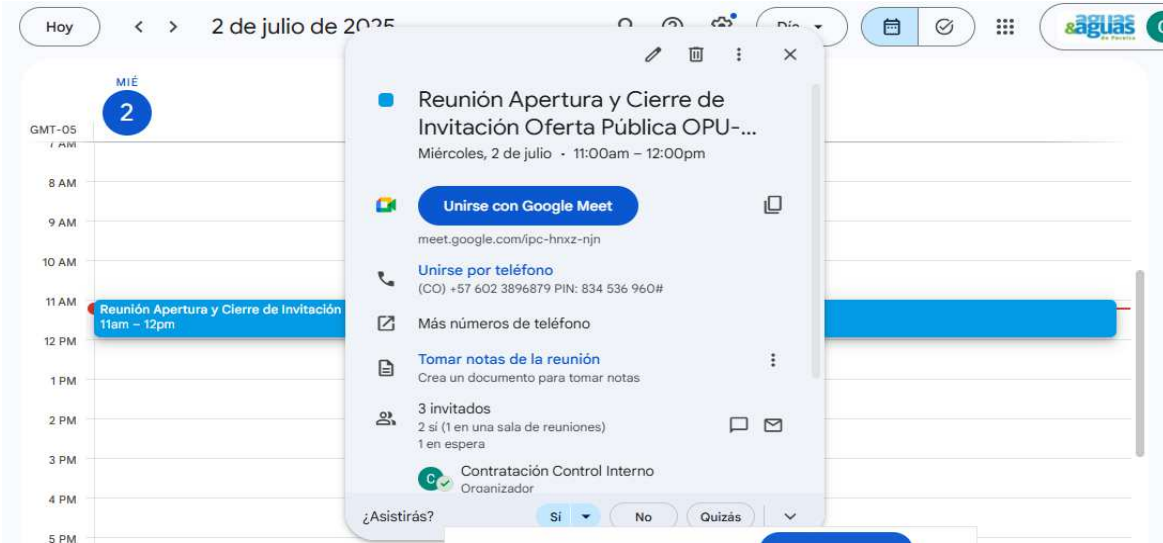 Hoy
2 de julio de 2025
Día
&aguas
aguas
de Pereira
C
MIÉ
2
GMT-05
7 AM
8 AM
9 AM
10 AM
11 AM
12 PM
1 PM
2 PM
3 PM
4 PM
5 PM
Reunión Apertura y Cierre de Invitación
11am – 12pm
Reunión Apertura y Cierre de
Invitación Oferta Pública OPU-...
Miércoles, 2 de julio · 11:00am – 12:00pm
Unirse con Google Meet
meet.google.com/ipc-hnxz-njn
Unirse por teléfono
(CO) +57 602 3896879 PIN: 834 536 960#
Más números de teléfono
Tomar notas de la reunión
Crea un documento para tomar notas
3 invitados
2 sí (1 en una sala de reuniones)
1 en espera
C
Contratación Control Interno
Organizador
¿Asistirás?
Sí
No
Quizás